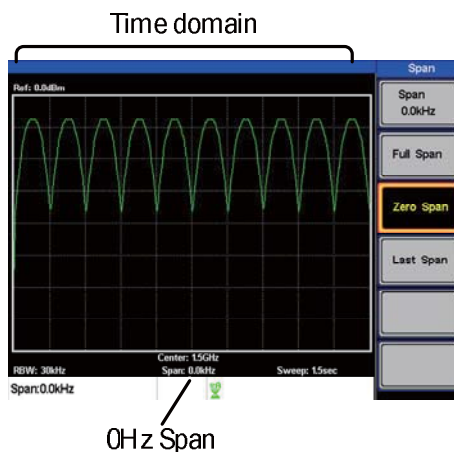 Time domain
Span
Ref: 0.0dBm
Span
0.0kHz
Full Span
Zero Span
Last Span
Center: 1.5GHz
RBW: 30kHz
Span: 0.0kHz
Sweep: 1.5sec
Span:0.0kHz
0Hz Span